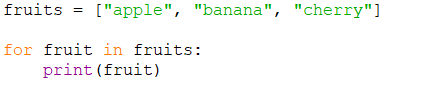 fruits = ["apple", "banana", "cherry"]
for fruit in fruits:
    print(fruit)